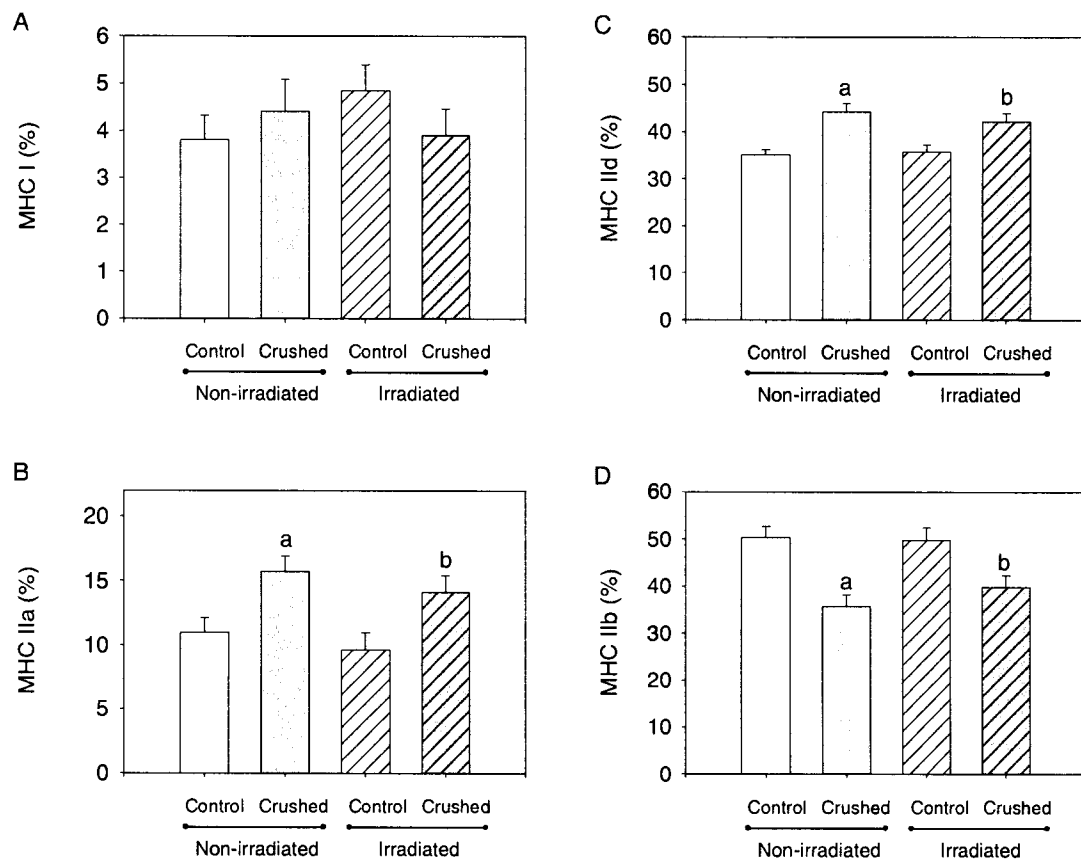 A
MHC I (%)
6
5
4
3
2
1
0
Control Crushed Control Crushed
Non-irradiated Irradiated
B
MHC IIa (%)
20
15
10
5
0
a
b
Control Crushed Control Crushed
Non-irradiated Irradiated
C
MHC IId (%)
60
50
40
30
20
10
0
a
b
Control Crushed Control Crushed
Non-irradiated Irradiated
D
MHC IIb (%)
60
50
40
30
20
10
0
a
b
Control Crushed Control Crushed
Non-irradiated Irradiated